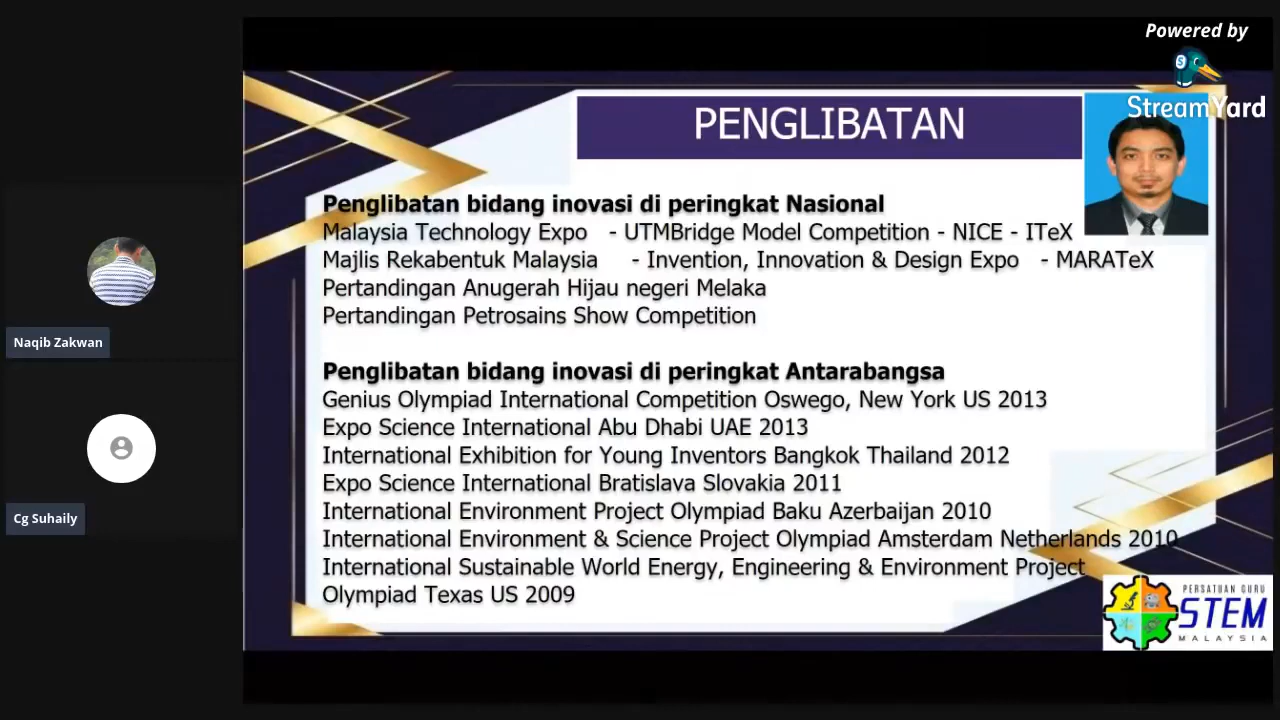 Powered by
StreamYard
PENGLIBATAN
Penglibatan bidang inovasi di peringkat Nasional
Malaysia Technology Expo - UTMBridge Model Competition - NICE - ITeX
Majlis Rekabentuk Malaysia - Invention, Innovation & Design Expo - MARATeX
Pertandingan Anugerah Hijau negeri Melaka
Pertandingan Petrosains Show Competition
Penglibatan bidang inovasi di peringkat Antarabangsa
Genius Olympiad International Competition Oswego, New York US 2013
Expo Science International Abu Dhabi UAE 2013
International Exhibition for Young Inventors Bangkok Thailand 2012
Expo Science International Bratislava Slovakia 2011
International Environment Project Olympiad Baku Azerbaijan 2010
International Environment & Science Project Olympiad Amsterdam Netherlands 2010
International Sustainable World Energy, Engineering & Environment Project
Olympiad Texas US 2009
Naqib Zakwan
Cg Suhaily
PERSATUAN GURU
STEM
MALAYSIA